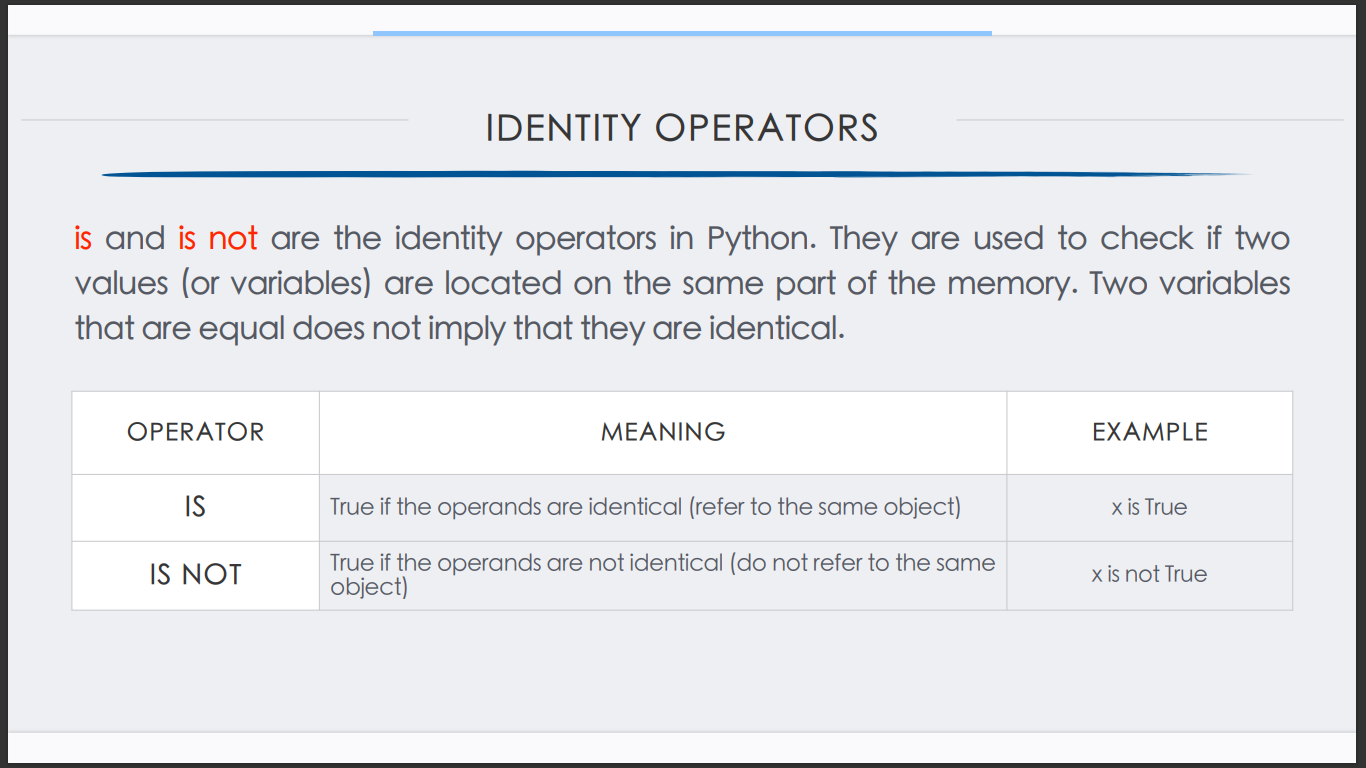 IDENTITY OPERATORS
is and is not are the identity operators in Python. They are used to check if two
values (or variables) are located on the same part of the memory. Two variables
that are equal does not imply that they are identical.
OPERATOR MEANING EXAMPLE
IS True if the operands are identical (refer to the same object) x is True
IS NOT True if the operands are not identical (do not refer to the same
object) x is not True